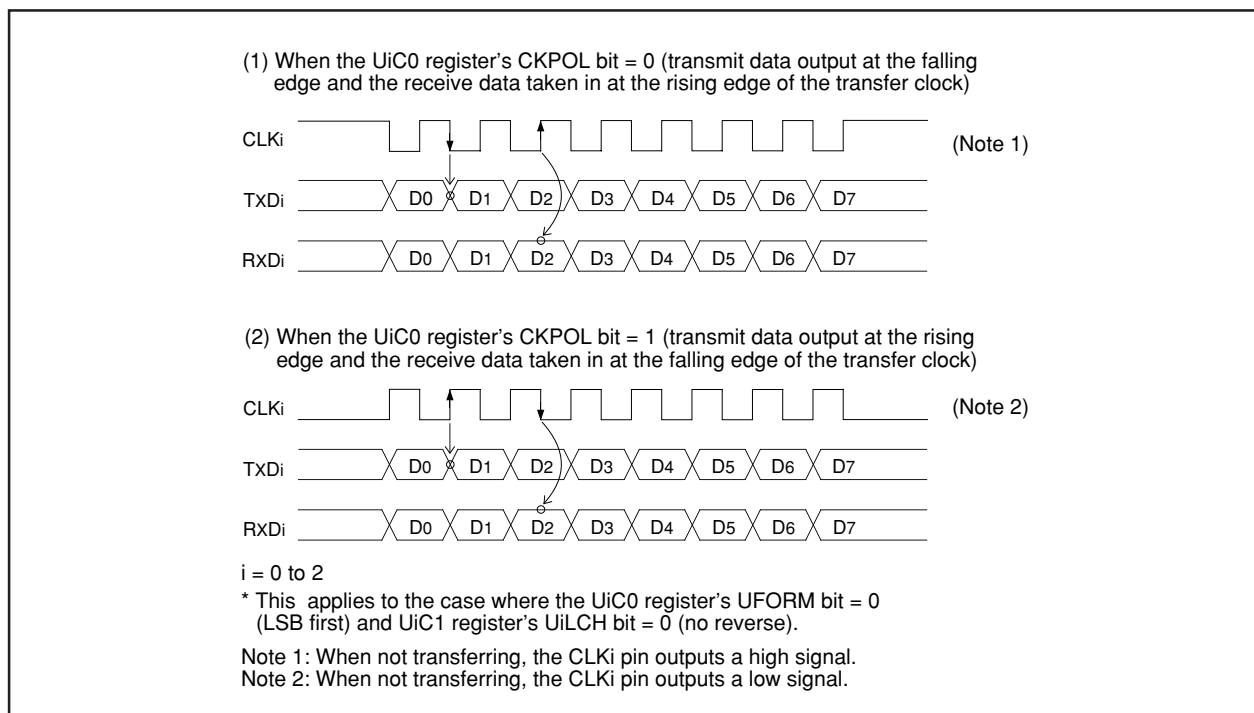 (1) When the UiC0 register's CKPOL bit = 0 (transmit data output at the falling
edge and the receive data taken in at the rising edge of the transfer clock)
CLKi
(Note 1)
TXDi
D0 D1 D2 D3 D4 D5 D6 D7
RXDi
D0 D1 D2 D3 D4 D5 D6 D7
(2) When the UiC0 register's CKPOL bit = 1 (transmit data output at the rising
edge and the receive data taken in at the falling edge of the transfer clock)
CLKi
(Note 2)
TXDi
D0 D1 D2 D3 D4 D5 D6 D7
RXDi
D0 D1 D2 D3 D4 D5 D6 D7
i = 0 to 2
* This applies to the case where the UiC0 register's UFORM bit = 0
(LSB first) and UiC1 register's UiLCH bit = 0 (no reverse).
Note 1: When not transferring, the CLKi pin outputs a high signal.
Note 2: When not transferring, the CLKi pin outputs a low signal.